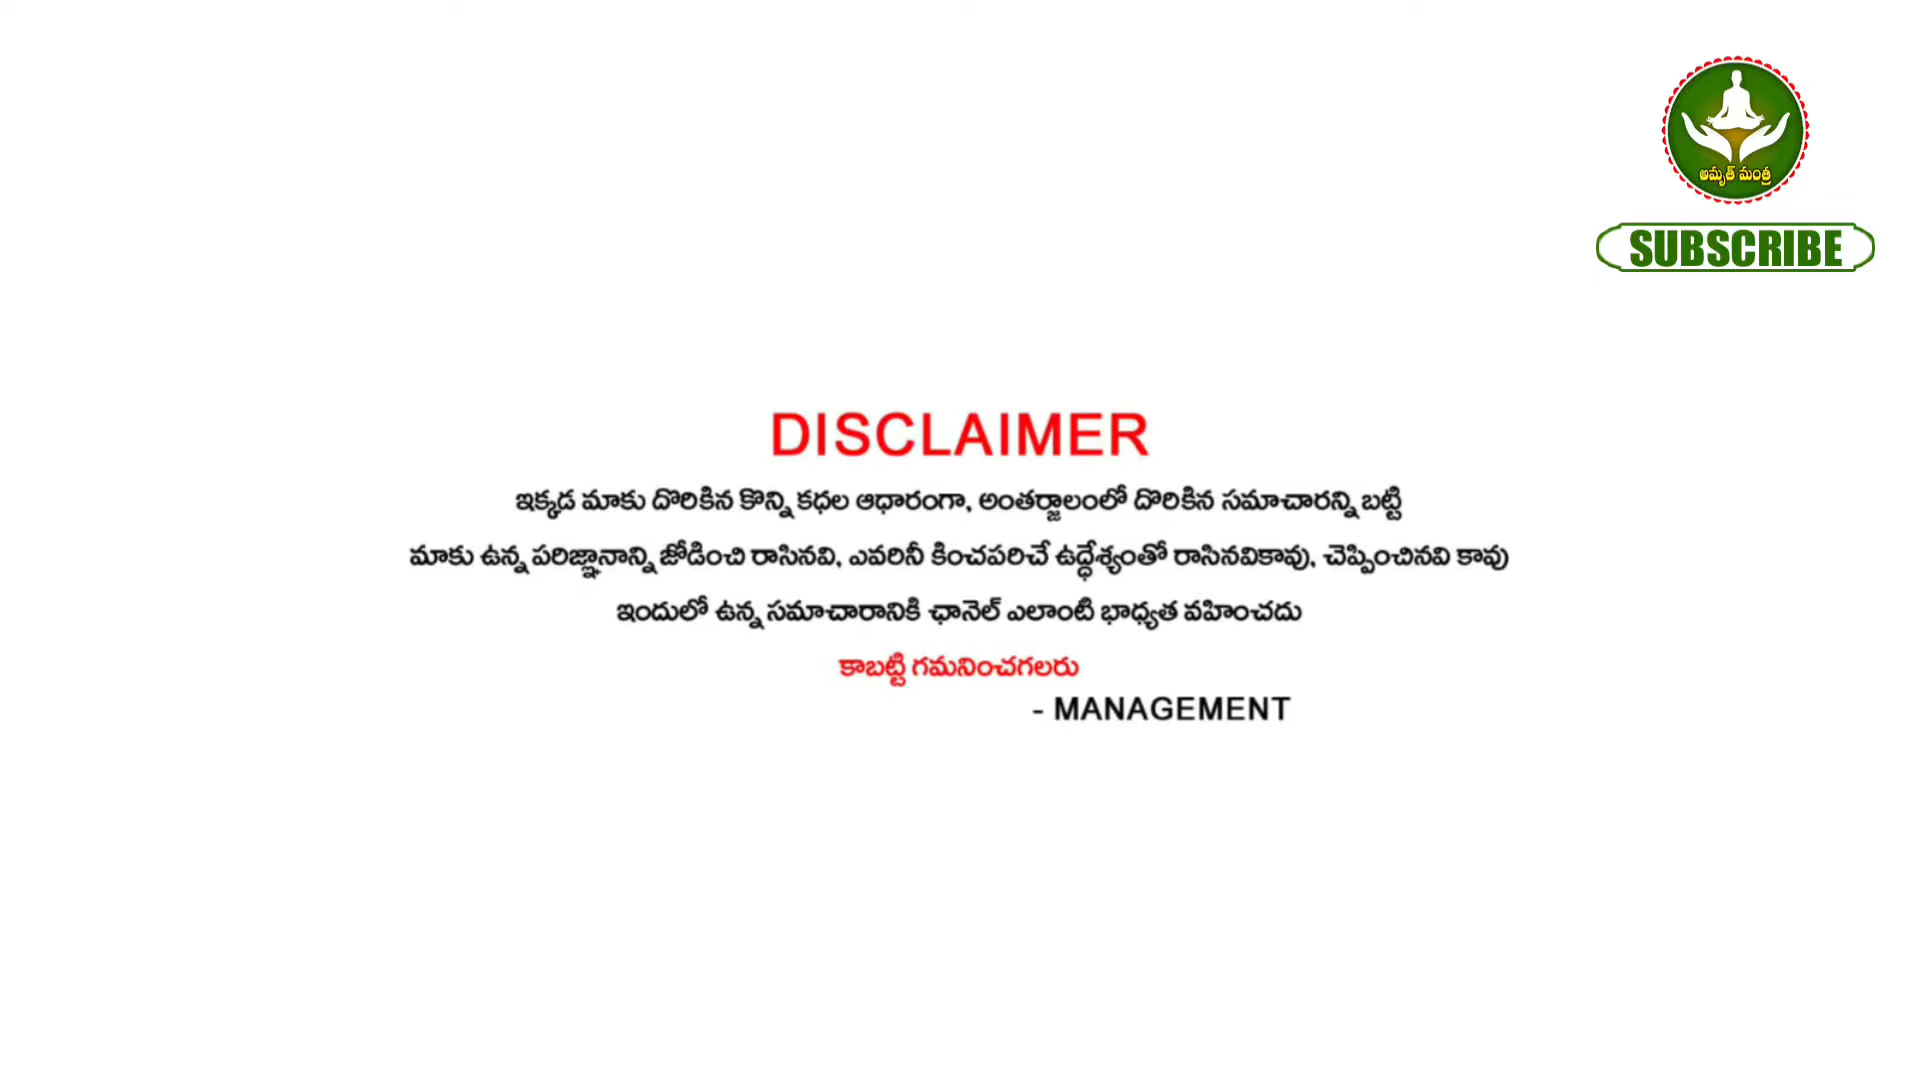 అమృత్ మంత్ర
SUBSCRIBE
DISCLAIMER
ఇక్కడ మాకు దొరికిన కొన్ని కధల ఆధారంగా, అంతర్జాలంలో దొరికిన సమాచారన్ని బట్టి
మాకు ఉన్న పరిజ్ఞానాన్ని జోడించి రాసినవి, ఎవరినీ కించపరిచే ఉద్ధేశ్యంతో రాసినవికావు, చెప్పించినవి కావు
ఇందులో ఉన్న సమాచారానికి ఛానెల్ ఎలాంటి భాధ్యత వహించదు
కాబట్టి గమనించగలరు
- MANAGEMENT